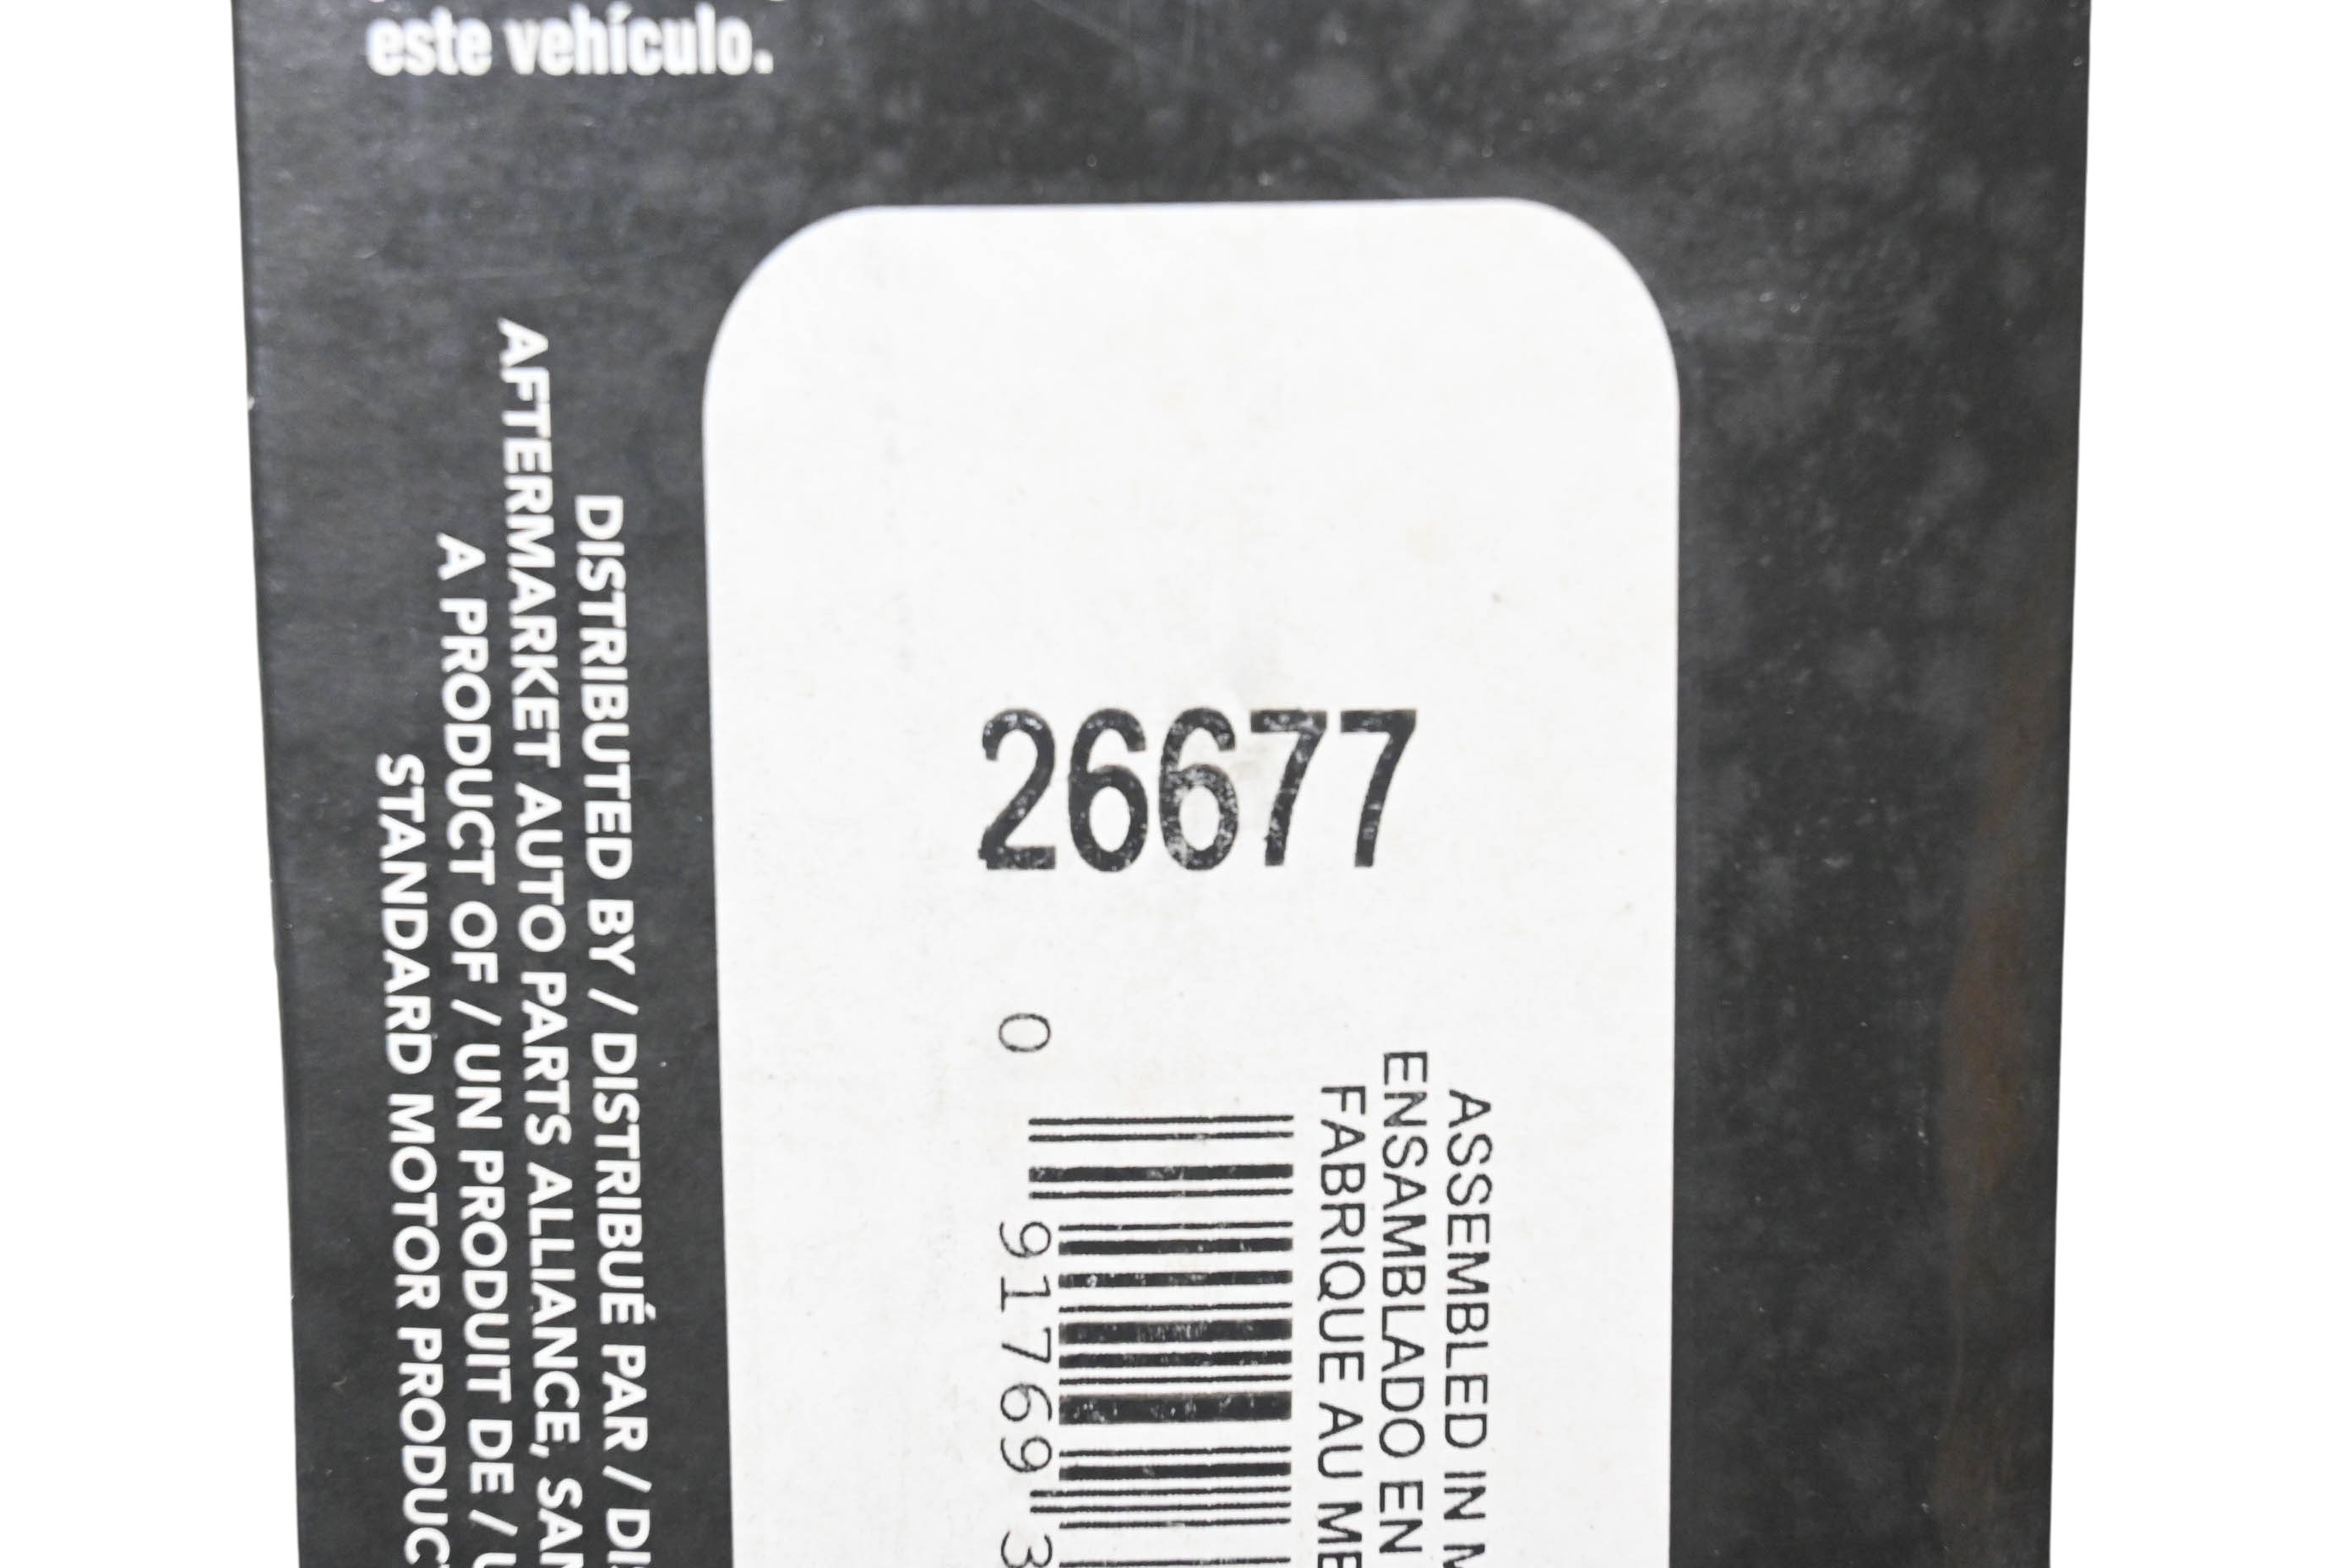 este vehículo.
DISTRIBUTED BY / DISTRIBUÉ PAR /
AFTERMARKET AUTO PARTS ALLIANCE,
A PRODUCT OF / UN PRODUIT DE /
STANDARD MOTOR
26677
ASSEMBLED IN
ENSAMBLADO EN
FABRIQUE AU
0 91769 3